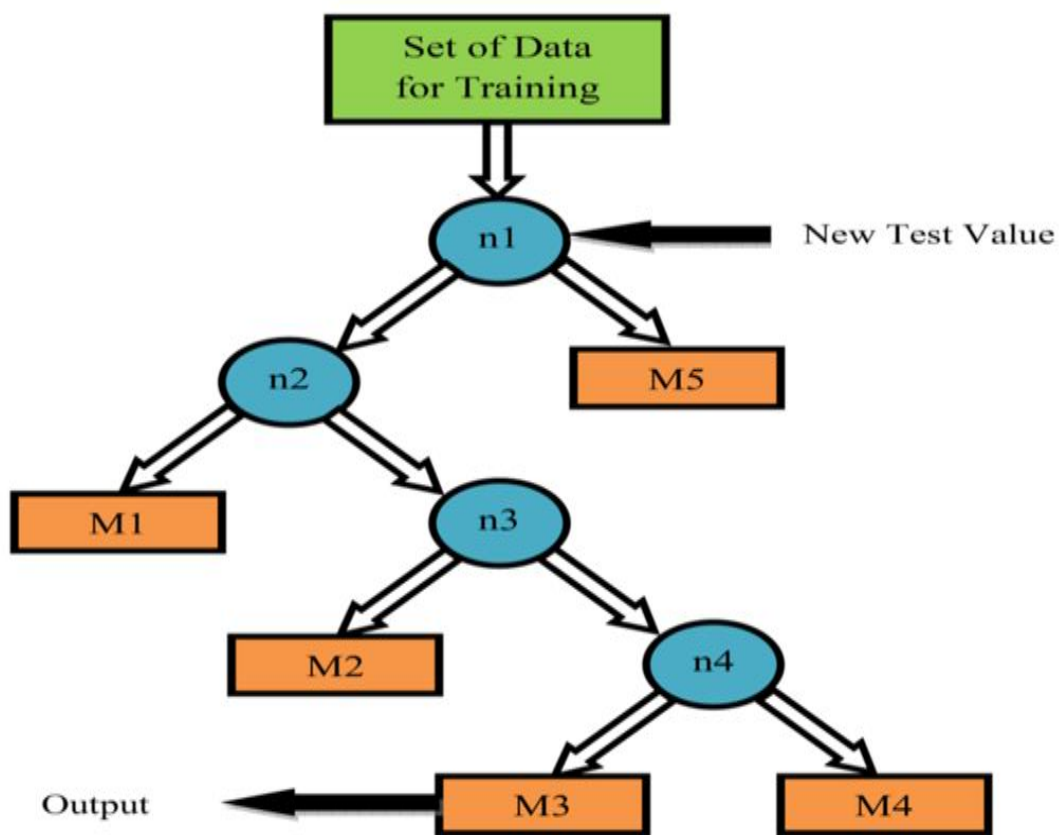 Set of Data
for Training
n1
New Test Value
n2
M5
M1
n3
M2
n4
Output
M3
M4